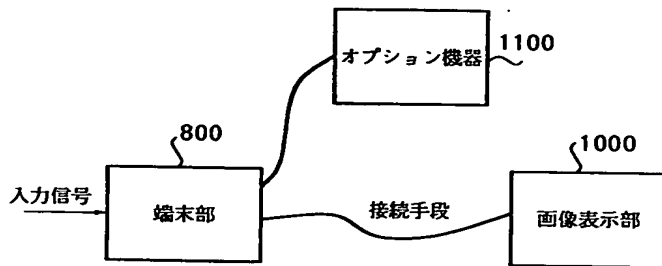 オプション機器
1100
800
1000
入力信号
端末部
接続手段
画像表示部